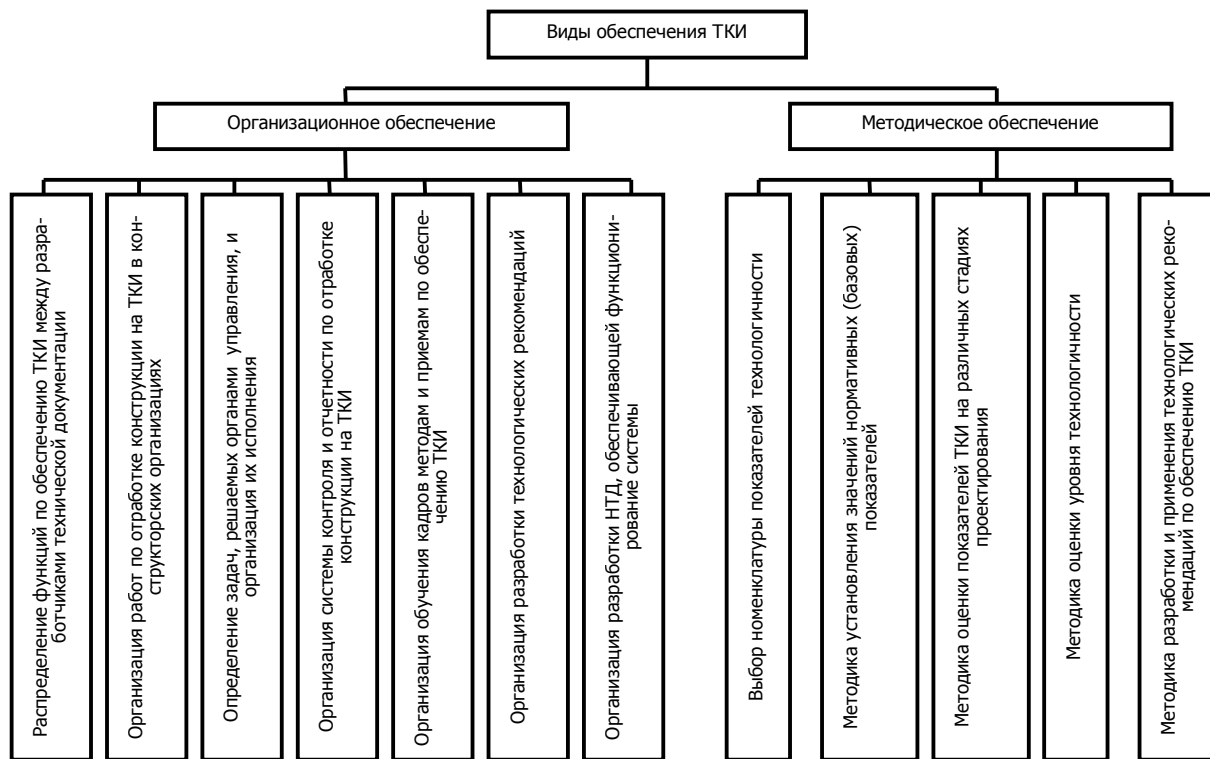 Виды обеспечения ТКИ
Организационное обеспечение
Методическое обеспечение
Распределение функций по обеспечению ТКИ между разра-
ботчиками технической документации
Организация работ по отработке конструкции на ТКИ в кон-
структорских организациях
Определение задач, решаемых органами управления, и
организация их исполнения
Организация системы контроля и отчетности по отработке
конструкции на ТКИ
Организация обучения кадров методам и приемам по обеспе-
чению ТКИ
Организация разработки технологических рекомендаций
Организация разработки НТД, обеспечивающей функциони-
рование системы
Выбор номенклатуры показателей технологичности
Методика установления значений нормативных (базовых)
показателей
Методика оценки показателей ТКИ на различных стадиях
проектирования
Методика оценки уровня технологичности
Методика разработки и применения технологических реко-
мендаций по обеспечению ТКИ